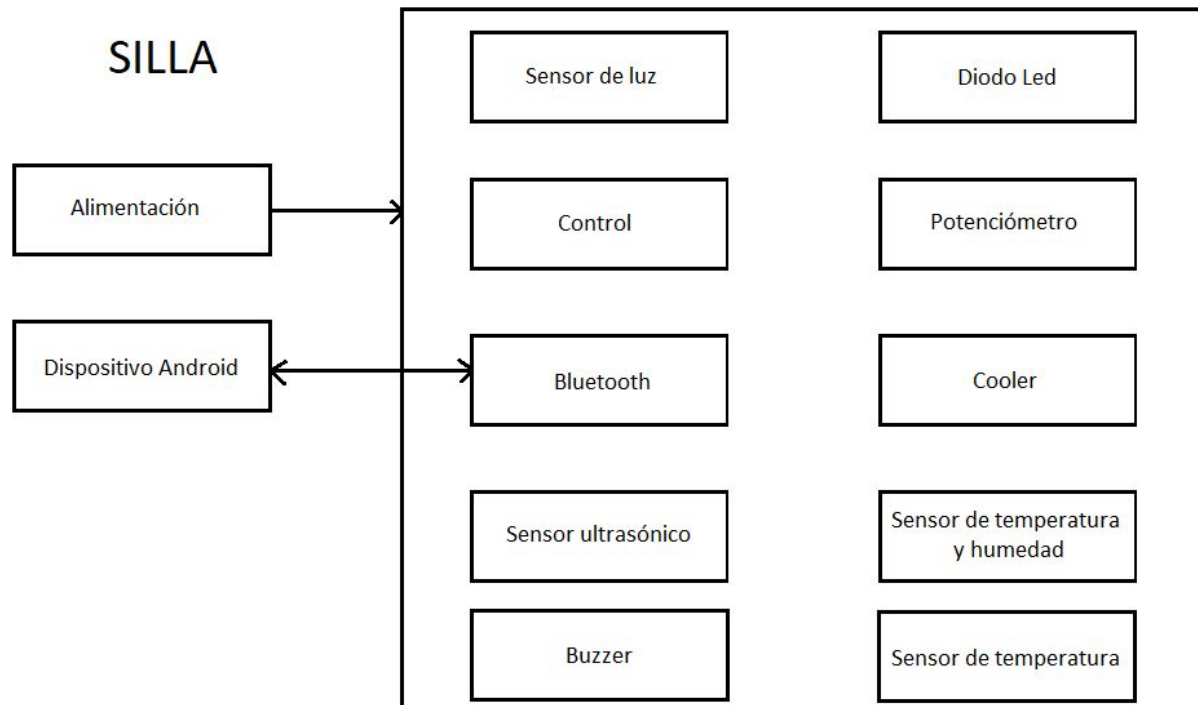 SILLA
Alimentación
Dispositivo Android
Sensor de luz
Diodo Led
Control
Potenciómetro
Bluetooth
Cooler
Sensor ultrasónico
Sensor de temperatura
y humedad
Buzzer
Sensor de temperatura